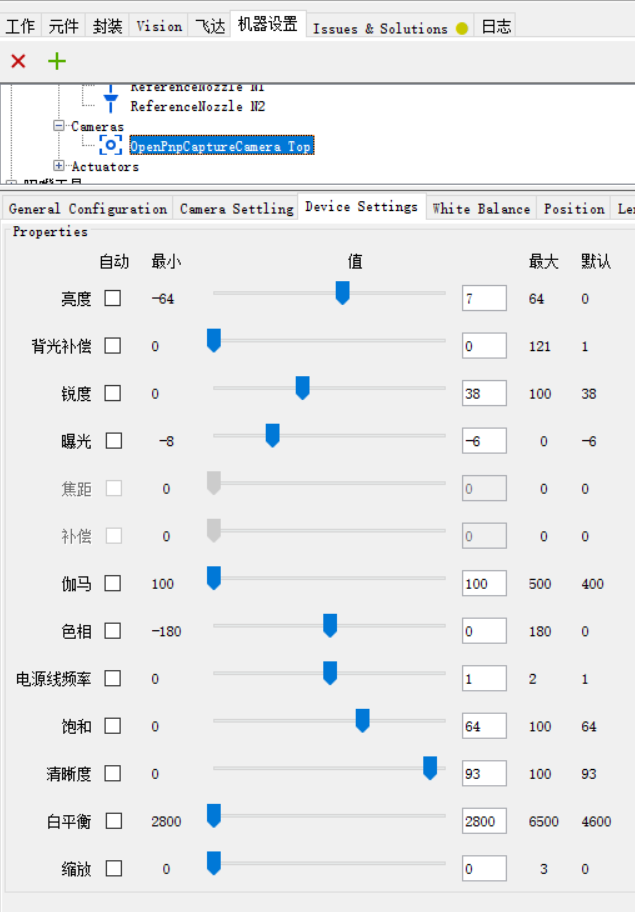 工作 元件 封装 Vision 飞达 机器设置 Issues & Solutions 日志
ReferenceNozzle N1
ReferenceNozzle N2
Cameras
OpenPnpCaptureCamera Top
Actuators
General Configuration Camera Settling Device Settings White Balance Position Len
Properties
自动 最小 值 最大 默认
亮度 -64 7 64 0
背光补偿 0 0 121 1
锐度 0 38 100 38
曝光 -8 -6 0 -6
焦距 0 0 0 0
补偿 0 0 0 0
伽马 100 100 500 400
色相 -180 0 180 0
电源线频率 0 1 2 1
饱和 0 64 100 64
清晰度 0 93 100 93
白平衡 2800 2800 6500 4600
缩放 0 0 3 0